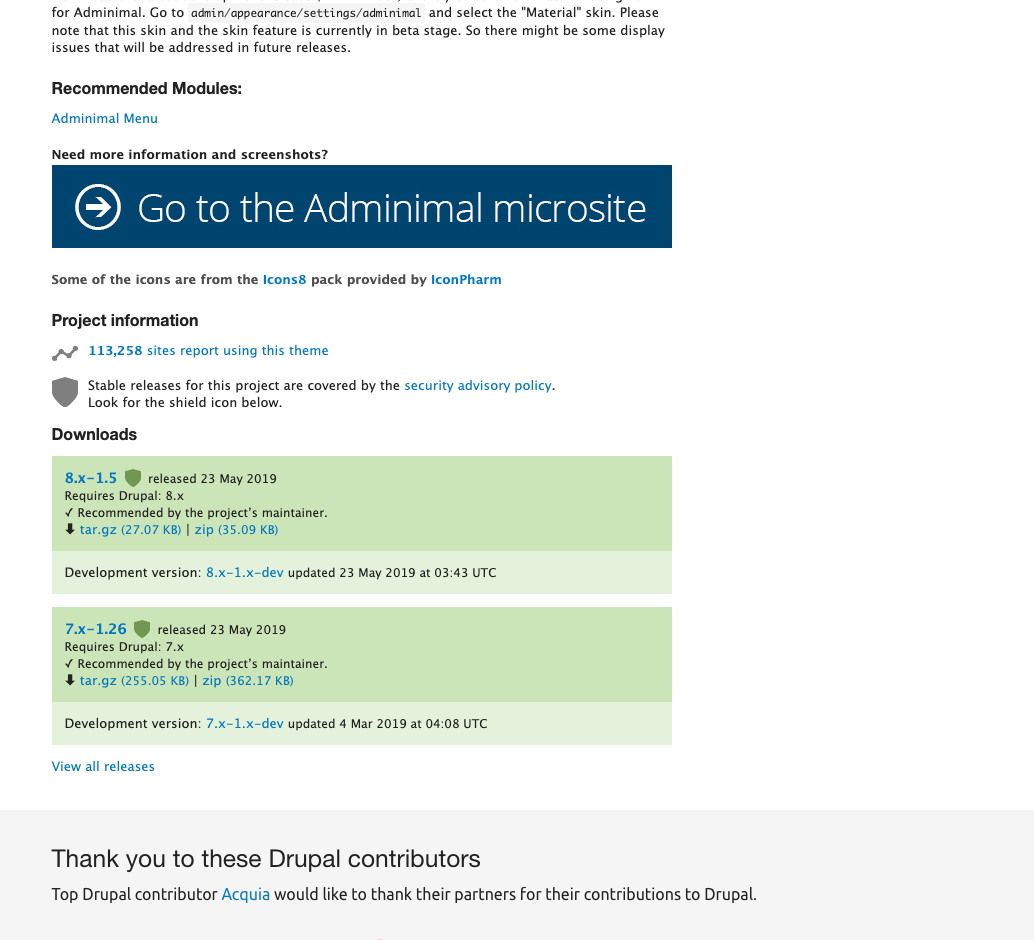 for Adminimal. Go to admin/appearance/settings/adminimal and select the "Material" skin. Please
note that this skin and the skin feature is currently in beta stage. So there might be some display
issues that will be addressed in future releases.
Recommended Modules:
Adminimal Menu
Need more information and screenshots?
Go to the Adminimal microsite
Some of the icons are from the Icons8 pack provided by IconPharm
Project information
113,258 sites report using this theme
Stable releases for this project are covered by the security advisory policy.
Look for the shield icon below.
Downloads
8.x-1.5 released 23 May 2019
Requires Drupal: 8.x
✓ Recommended by the project's maintainer.
tar.gz (27.07 KB) | zip (35.09 KB)
Development version: 8.x-1.x-dev updated 23 May 2019 at 03:43 UTC
7.x-1.26 released 23 May 2019
Requires Drupal: 7.x
✓ Recommended by the project's maintainer.
tar.gz (255.05 KB) | zip (362.17 KB)
Development version: 7.x-1.x-dev updated 4 Mar 2019 at 04:08 UTC
View all releases
Thank you to these Drupal contributors
Top Drupal contributor Acquia would like to thank their partners for their contributions to Drupal.